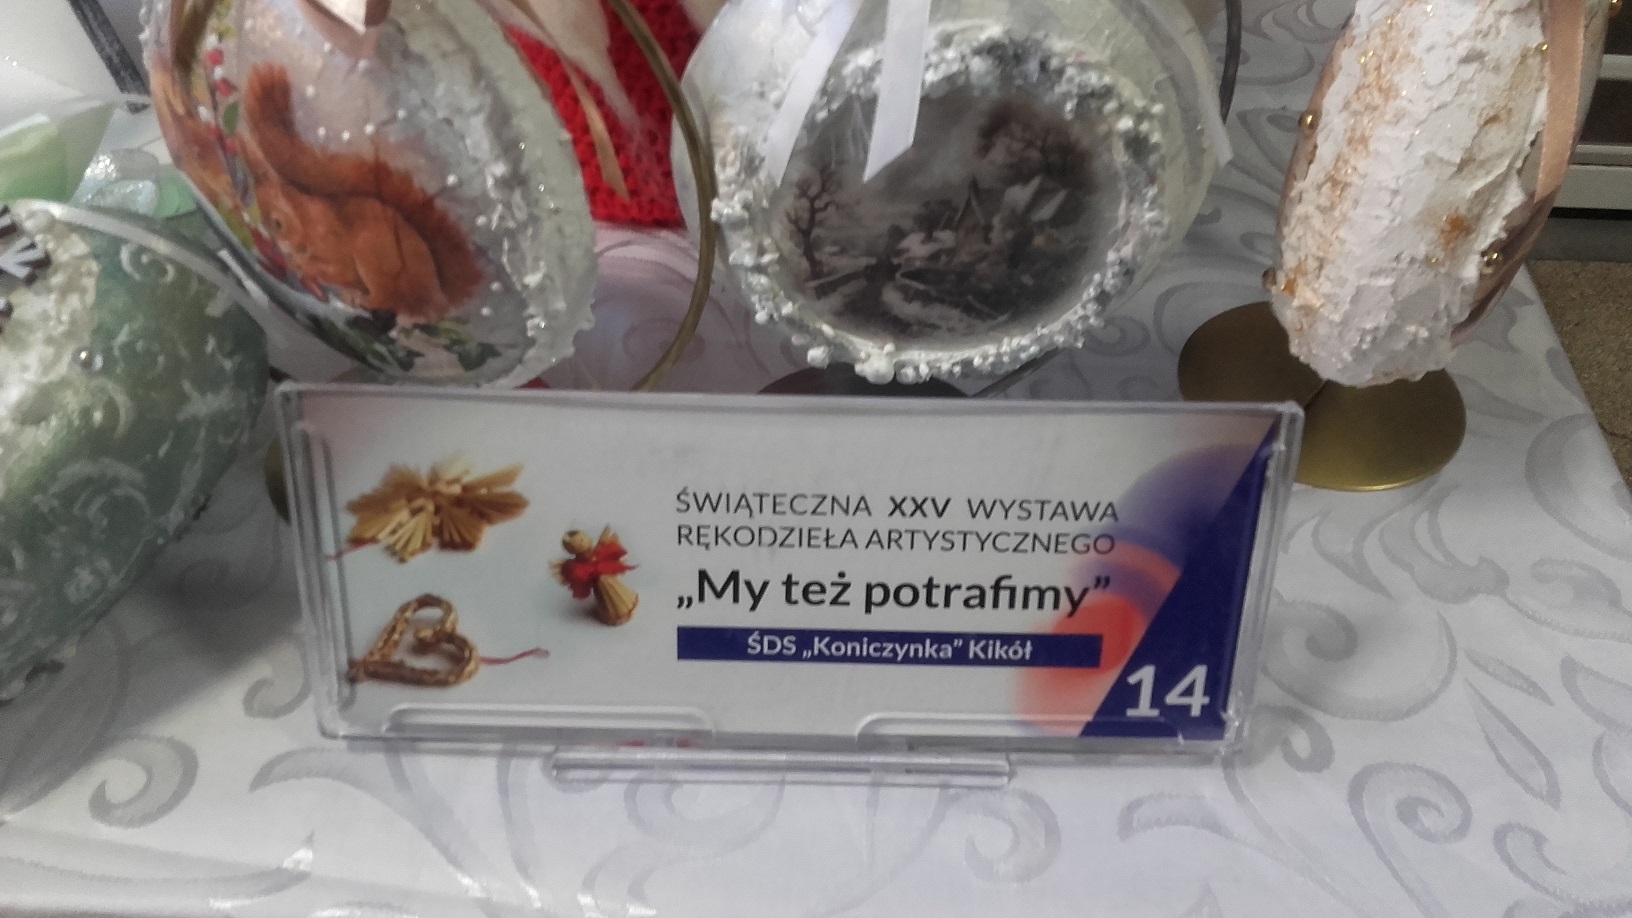 ŚWIĄTECZNA XXV WYSTAWA
RĘKODZIEŁA ARTYSTYCZNEGO
„My też potrafimy”
ŚDS „Koniczynka” Kikół
14